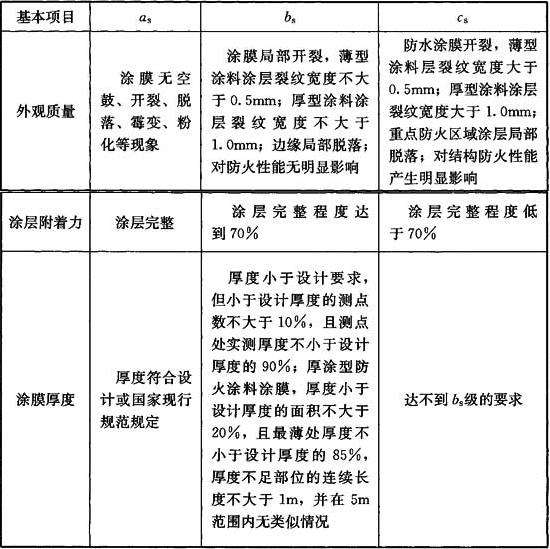 基本项目 as bs cs
外观质量
涂膜无空
鼓、开裂、脱
落、霉变、粉
化等现象
涂膜局部开裂，薄型
涂料涂层裂纹宽度不大
于0.5mm；厚型涂料涂
层裂纹宽度不大于
1.0mm；边缘局部脱落；
对防火性能无明显影响
防水涂膜开裂，薄型
涂料层裂纹宽度大于
0.5mm；厚型涂料涂层
裂纹宽度大于1.0mm；
重点防火区域涂层局部
脱落；对结构防火性能
产生明显影响
涂层附着力
涂层完整
涂层完整程度达
到70%
涂层完整程度低
于70%
涂膜厚度
厚度符合设
计或国家现行
规范规定
厚度小于设计要求，
但小于设计厚度的测点
数不大于10%，且测点
处实测厚度不小于设计
厚度的90%；厚涂型防
火涂料涂膜，厚度小于
设计厚度的面积不大于
20%，且最薄处厚度不
小于设计厚度的85%，
厚度不足部位的连续长
度不大于1m，并在5m
范围内无类似情况
达不到bs级的要求